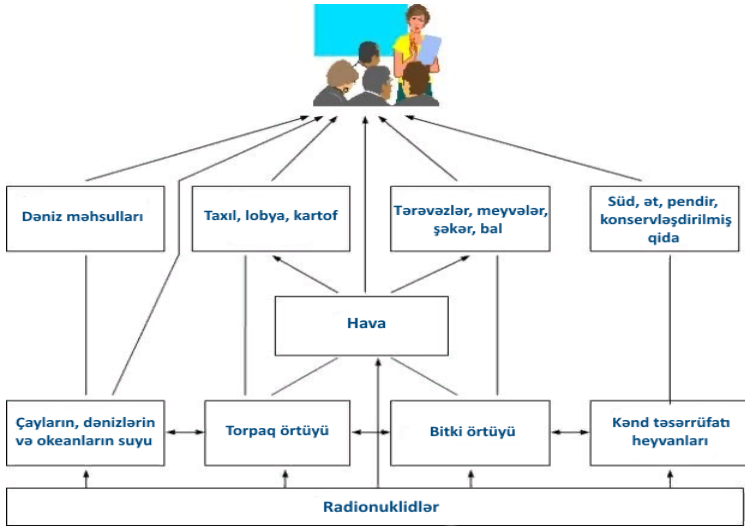 Dəniz məhsulları
Taxıl, lobya, kartof
Tərəvəzlər, meyvələr,
şəkər, bal
Süd, ət, pendir,
konservləşdirilmiş
qida
Hava
Çayların, dənizlərin
və okeanların suyu
Torpaq örtüyü
Bitki örtüyü
Kənd təsərrüfatı
heyvanları
Radionuklidlər